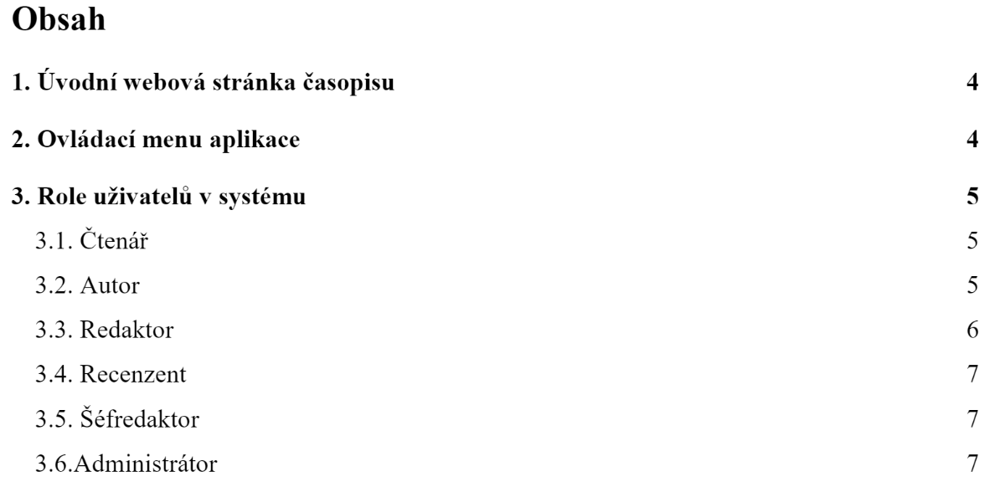 Obsah
1. Úvodní webová stránka časopisu 4
2. Ovládací menu aplikace 4
3. Role uživatelů v systému 5
3.1. Čtenář 5
3.2. Autor 5
3.3. Redaktor 6
3.4. Recenzent 7
3.5. Šéfredaktor 7
3.6.Administrátor 7